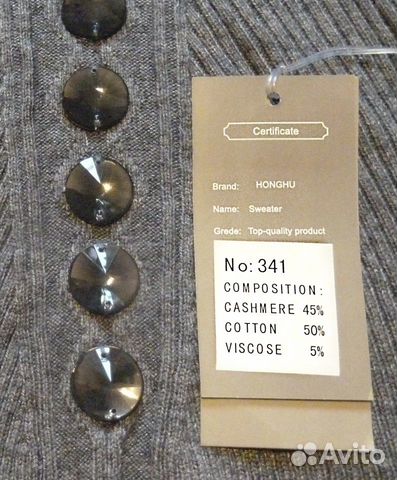 Certificate
Brand: HONGHU
Name: Sweater
Grede: Top-quality product
No:341
COMPOSITION:
CASHMERE 45%
COTTON 50%
VISCOSE 5%
Avito